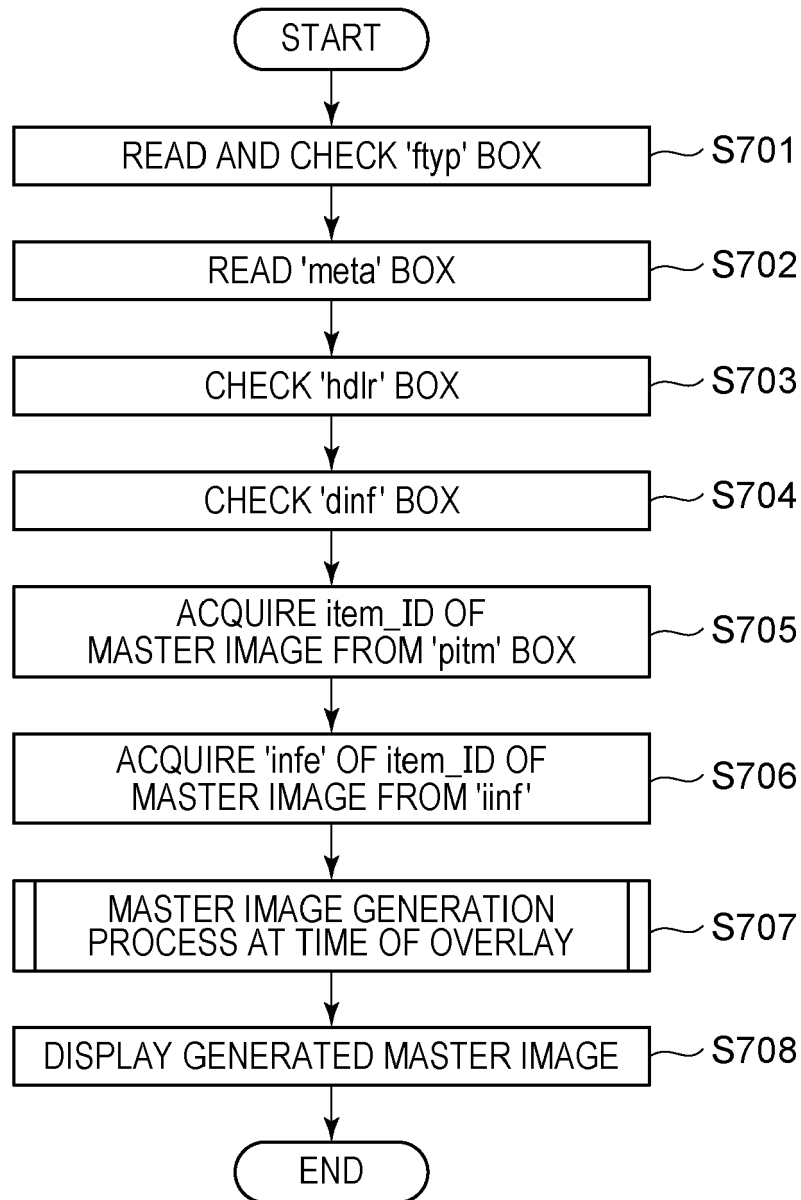 START
READ AND CHECK 'ftyp' BOX
S701
READ 'meta' BOX
S702
CHECK 'hdlr' BOX
S703
CHECK 'dinf' BOX
S704
ACQUIRE item_ID OF
MASTER IMAGE FROM 'pitm' BOX
S705
ACQUIRE 'infe' OF item_ID OF
MASTER IMAGE FROM 'iinf'
S706
MASTER IMAGE GENERATION
PROCESS AT TIME OF OVERLAY
S707
DISPLAY GENERATED MASTER IMAGE
S708
END